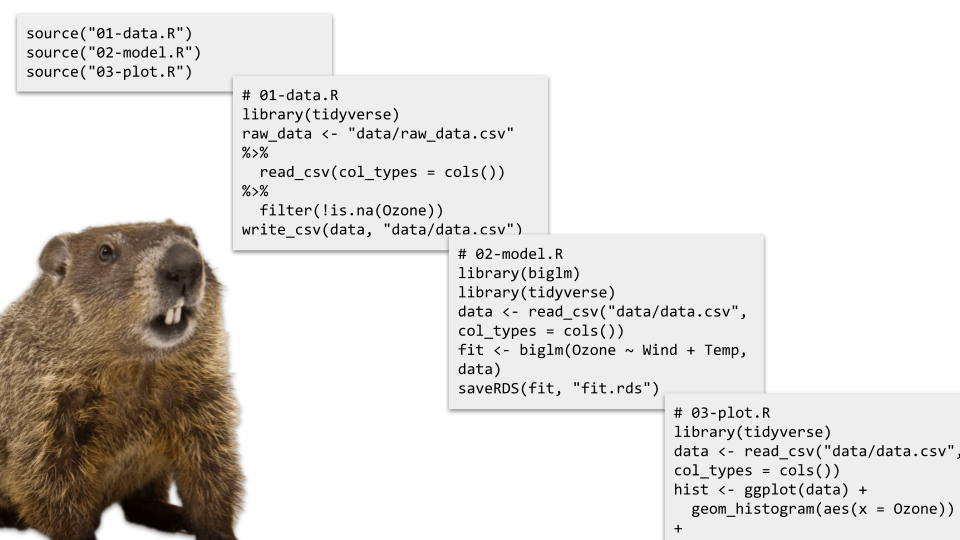 source("01-data.R")
source("02-model.R")
source("03-plot.R")
# 01-data.R
library(tidyverse)
raw_data <- "data/raw_data.csv"
%>%
  read_csv(col_types = cols())
%>%
  filter(!is.na(Ozone))
write_csv(data, "data/data.csv")
# 02-model.R
library(biglm)
library(tidyverse)
data <- read_csv("data/data.csv",
col_types = cols())
fit <- biglm(Ozone ~ Wind + Temp,
data)
saveRDS(fit, "fit.rds")
# 03-plot.R
library(tidyverse)
data <- read_csv("data/data.csv",
col_types = cols())
hist <- ggplot(data) +
  geom_histogram(aes(x = Ozone))
+